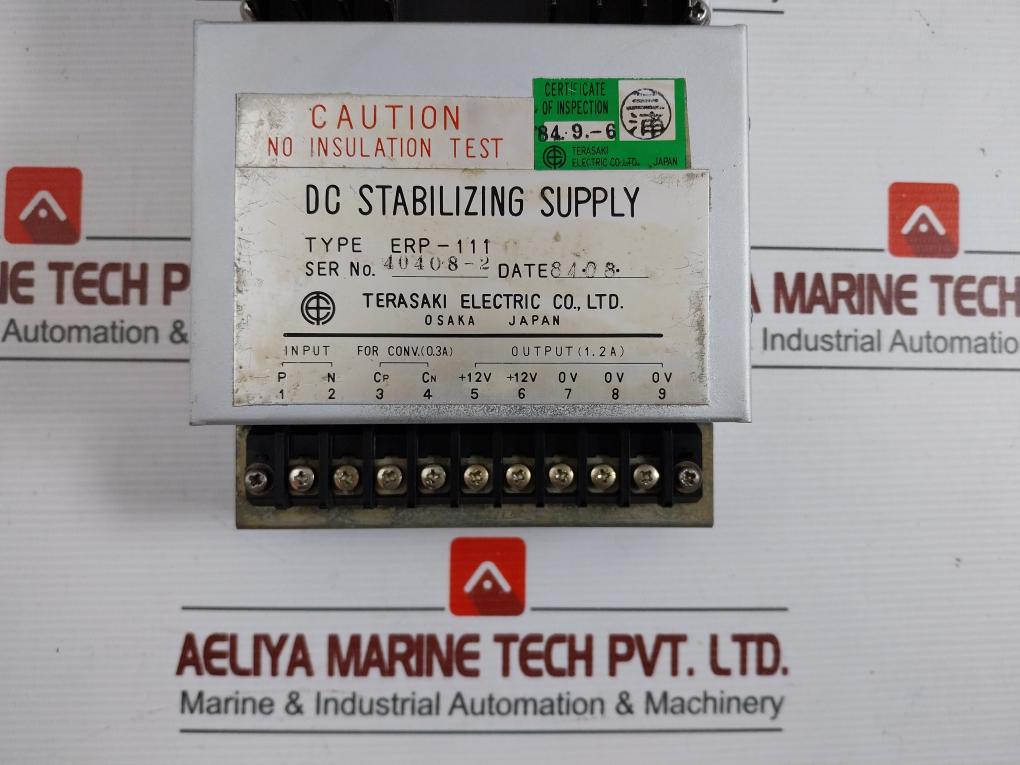 CERTIFICATE
OF INSPECTION
84.9.-6
浦
TERASAKI
ELECTRIC CO.,LTD. JAPAN
CAUTION
NO INSULATION TEST
DC STABILIZING SUPPLY
TYPE ERP-111
SER No. 40408-2 DATE 84.08.
TERASAKI ELECTRIC CO., LTD.
OSAKA JAPAN
INPUT FOR CONV.(0.3A) OUTPUT(1.2A)
P N CP CN +12V +12V 0V 0V 0V
1 2 3 4 5 6 7 8 9
NE TECH P
Automation &
MARINE TECH
Industrial Automatio
AELIYA MARINE TECH PVT. LTD.
Marine & Industrial Automation & Machinery